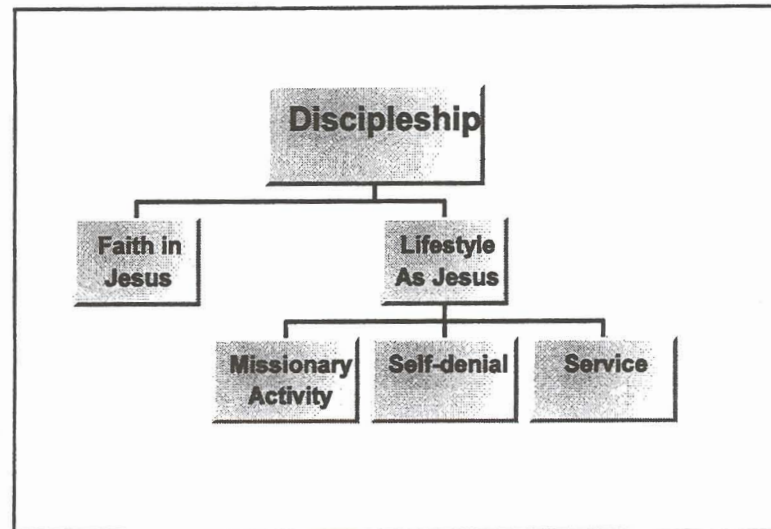 Discipleship
Faith in
Jesus
Lifestyle
As Jesus
Missionary
Activity
Self-denial
Service